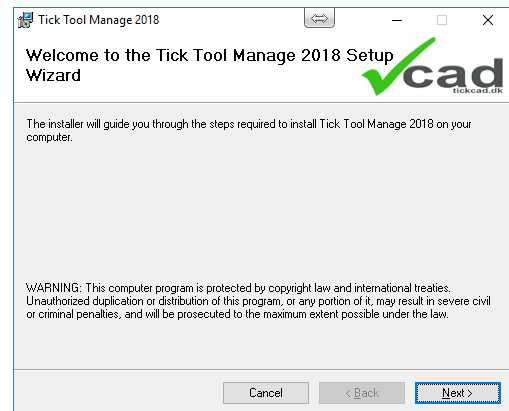 Tick Tool Manage 2018
Welcome to the Tick Tool Manage 2018 Setup
Wizard
cad
tickcad.dk
The installer will guide you through the steps required to install Tick Tool Manage 2018 on your
computer.
WARNING: This computer program is protected by copyright law and international treaties.
Unauthorized duplication or distribution of this program, or any portion of it, may result in severe civil
or criminal penalties, and will be prosecuted to the maximum extent possible under the law.
Cancel
< Back
Next >